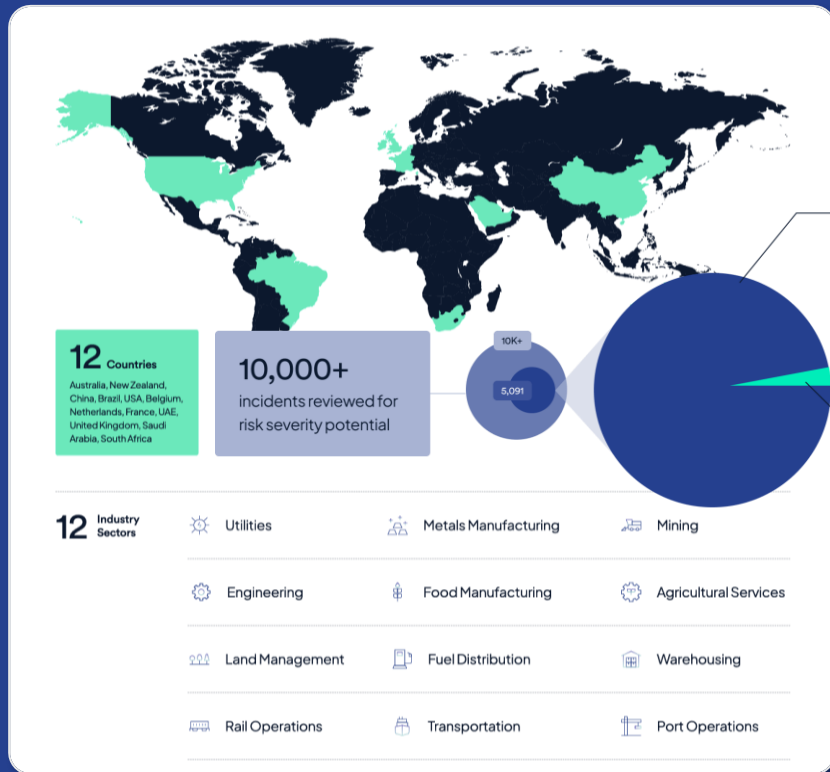 12 Countries
Australia, New Zealand,
China, Brazil, USA, Belgium,
Netherlands, France, UAE,
United Kingdom, Saudi
Arabia, South Africa
10,000+
incidents reviewed for
risk severity potential
10K+
5,091
12 Industry
Sectors
Utilities
Metals Manufacturing
Mining
Engineering
Food Manufacturing
Agricultural Services
Land Management
Fuel Distribution
Warehousing
Rail Operations
Transportation
Port Operations